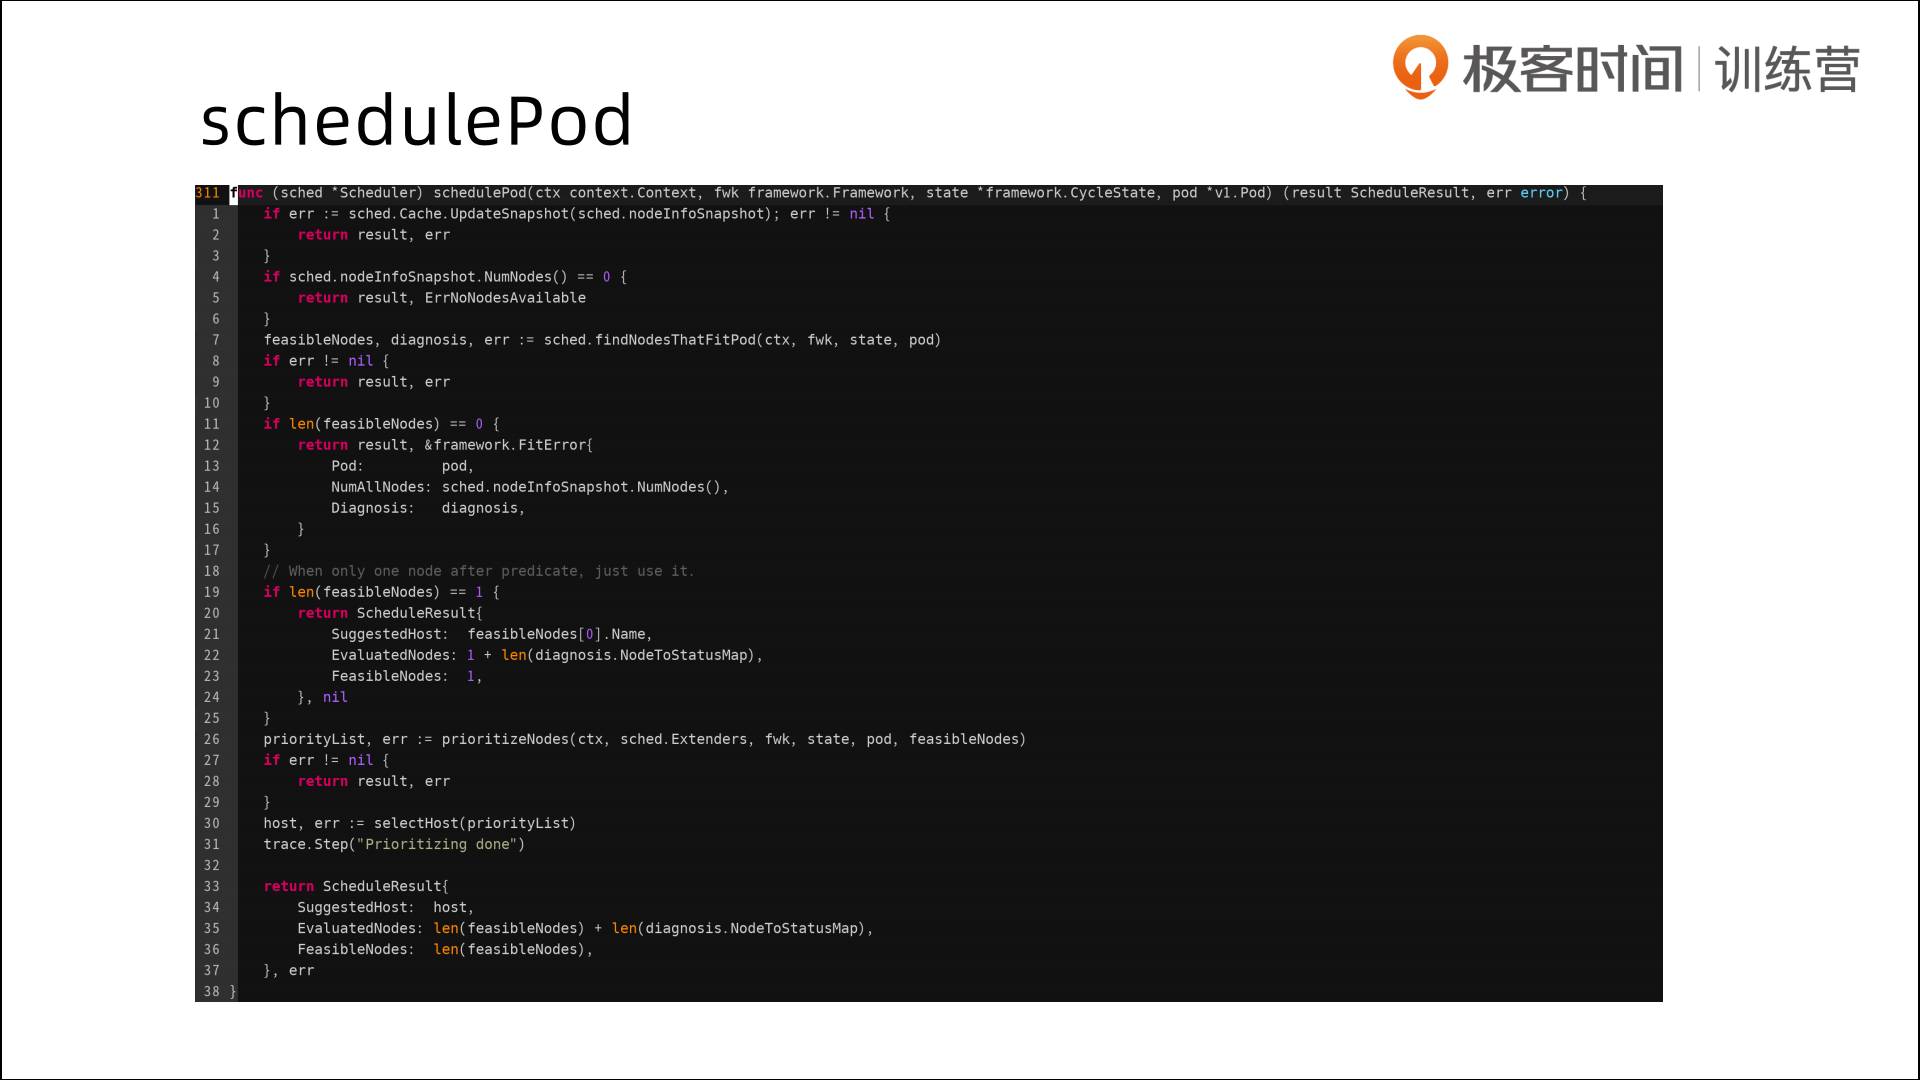 极客时间 | 训练营
schedulePod
311 func (sched *Scheduler) schedulePod(ctx context.Context, fwk framework.Framework, state *framework.CycleState, pod *v1.Pod) (result ScheduleResult, err error) {
1     if err := sched.Cache.UpdateSnapshot(sched.nodeInfoSnapshot); err != nil {
2         return result, err
3     }
4     if sched.nodeInfoSnapshot.NumNodes() == 0 {
5         return result, ErrNoNodesAvailable
6     }
7     feasibleNodes, diagnosis, err := sched.findNodesThatFitPod(ctx, fwk, state, pod)
8     if err != nil {
9         return result, err
10     }
11     if len(feasibleNodes) == 0 {
12         return result, &framework.FitError{
13             Pod:         pod,
14             NumAllNodes: sched.nodeInfoSnapshot.NumNodes(),
15             Diagnosis:   diagnosis,
16         }
17     }
18     // When only one node after predicate, just use it.
19     if len(feasibleNodes) == 1 {
20         return ScheduleResult{
21             SuggestedHost:  feasibleNodes[0].Name,
22             EvaluatedNodes: 1 + len(diagnosis.NodeToStatusMap),
23             FeasibleNodes:  1,
24         }, nil
25     }
26     priorityList, err := prioritizeNodes(ctx, sched.Extenders, fwk, state, pod, feasibleNodes)
27     if err != nil {
28         return result, err
29     }
30     host, err := selectHost(priorityList)
31     trace.Step("Prioritizing done")
32
33     return ScheduleResult{
34         SuggestedHost:  host,
35         EvaluatedNodes: len(feasibleNodes) + len(diagnosis.NodeToStatusMap),
36         FeasibleNodes:  len(feasibleNodes),
37     }, err
38 }